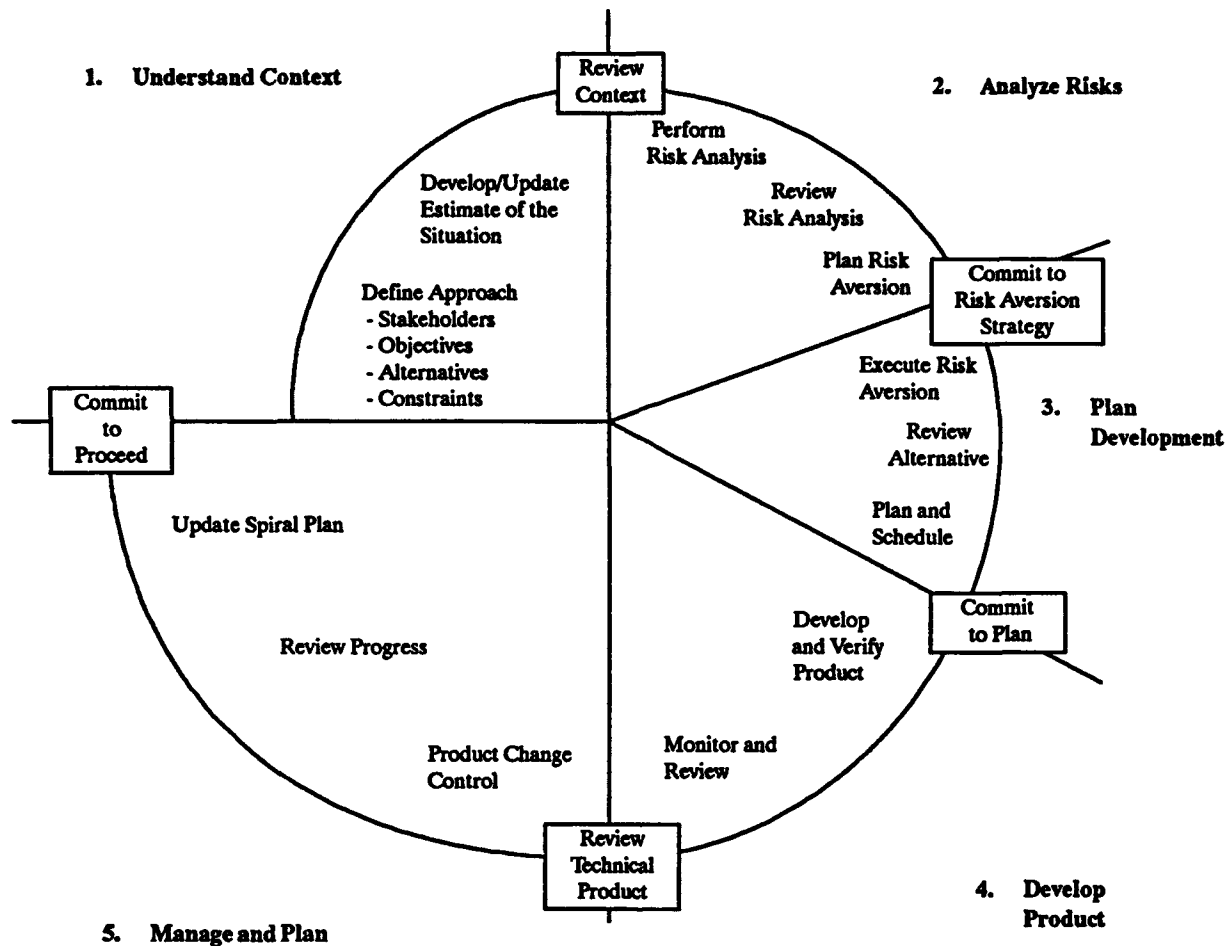 1. Understand Context
Review
Context
2. Analyze Risks
Perform
Risk Analysis
Develop/Update
Estimate of the
Situation
Review
Risk Analysis
Plan Risk
Aversion
Commit to
Risk Aversion
Strategy
Define Approach
- Stakeholders
- Objectives
- Alternatives
- Constraints
Execute Risk
Aversion
Commit
to
Proceed
3. Plan
Development
Review
Alternative
Update Spiral Plan
Plan and
Schedule
Commit
to Plan
Develop
and Verify
Product
Review Progress
Monitor and
Review
Product Change
Control
Review
Technical
Product
4. Develop
Product
5. Manage and Plan